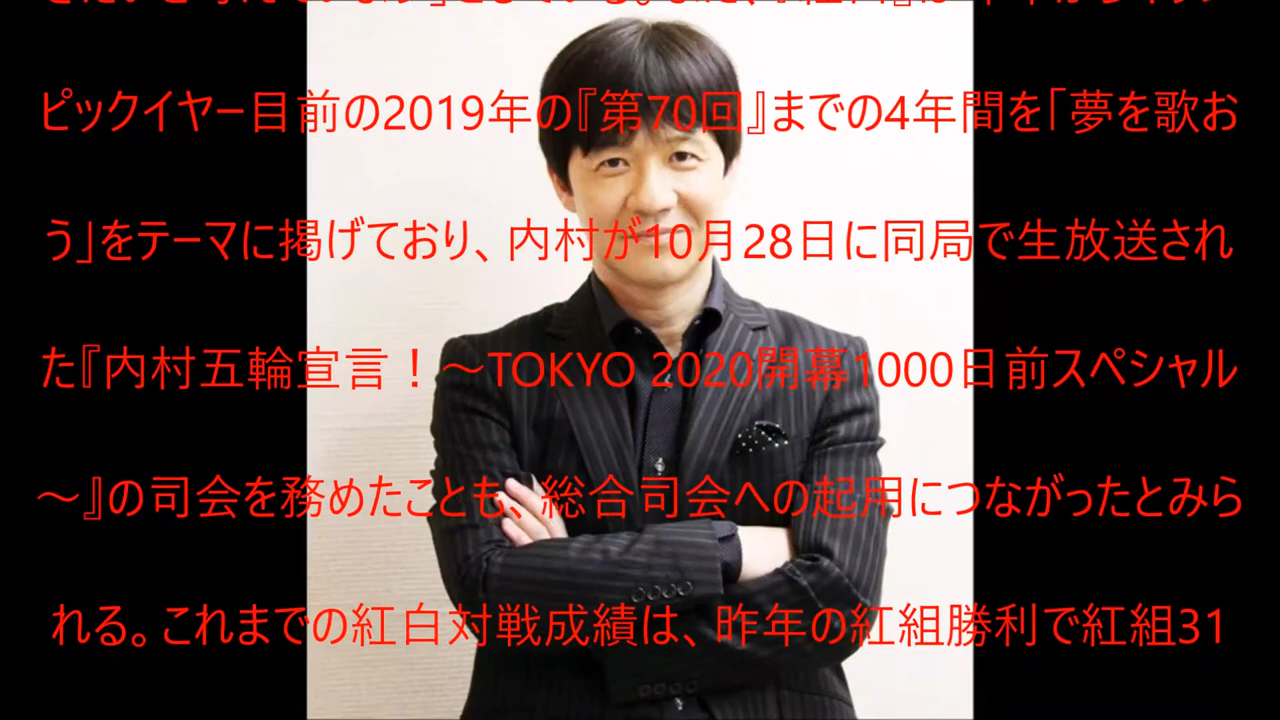 ピックイヤー目前の2019年の『第70回』までの4年間を「夢を歌お
う」をテーマに掲げており、内村が10月28日に同局で生放送され
た『内村五輪宣言！～TOKYO 2020開幕1000日前スペシャル
～』の司会を務めたことも、総合司会への起用につながったとみら
れる。これまでの紅白対戦成績は、昨年の紅組勝利で紅組31